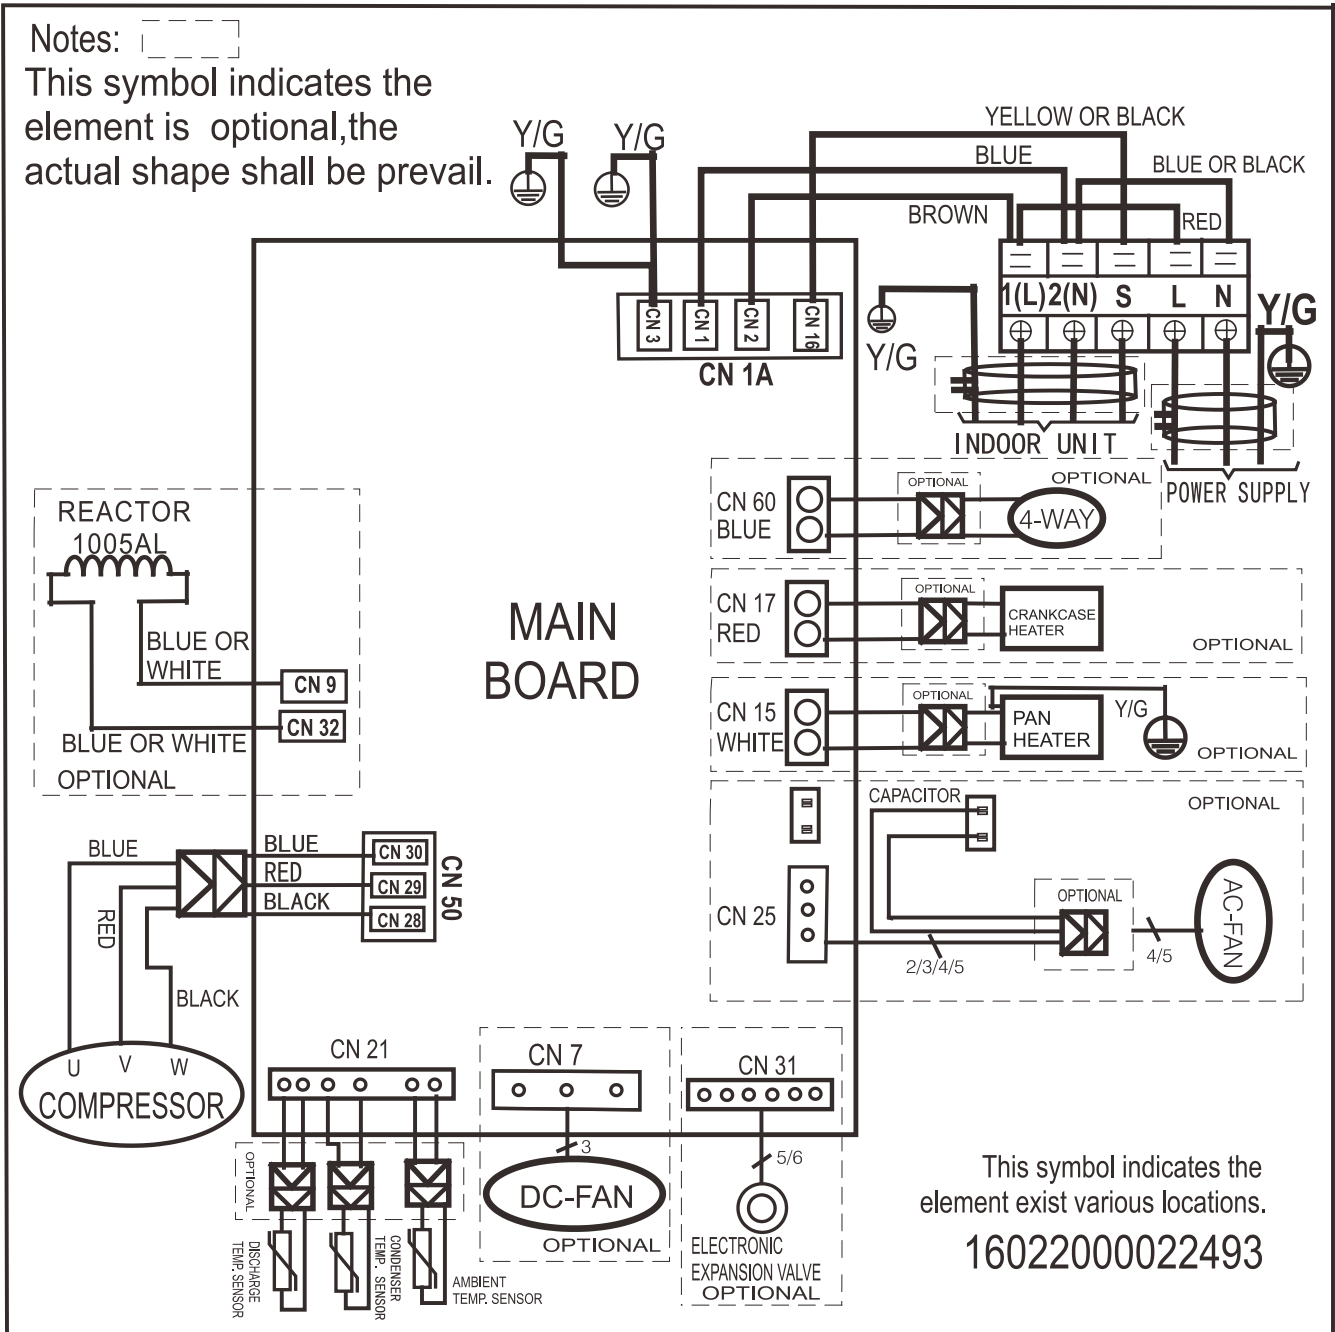 Notes:
This symbol indicates the
element is optional,the
actual shape shall be prevail.
Y/G
Y/G
YELLOW OR BLACK
BLUE
BLUE OR BLACK
BROWN
RED
1(L) 2(N) S L N
Y/G
Y/G
CN 3
CN 1
CN 2
CN 16
CN 1A
INDOOR UNIT
POWER SUPPLY
REACTOR
1005AL
BLUE OR
WHITE
CN 9
CN 32
BLUE OR WHITE
OPTIONAL
MAIN
BOARD
CN 60
BLUE
OPTIONAL
4-WAY
OPTIONAL
CN 17
RED
OPTIONAL
CRANKCASE
HEATER
OPTIONAL
CN 15
WHITE
OPTIONAL
PAN
HEATER
Y/G
OPTIONAL
CAPACITOR
OPTIONAL
CN 25
2/3/4/5
OPTIONAL
4/5
AC-FAN
BLUE
RED
BLACK
BLUE
RED
BLACK
CN 30
CN 29
CN 28
CN 50
U V W
COMPRESSOR
CN 21
OPTIONAL
DISCHARGE
TEMP. SENSOR
CONDENSER
TEMP. SENSOR
AMBIENT
TEMP. SENSOR
CN 7
3
DC-FAN
OPTIONAL
CN 31
5/6
ELECTRONIC
EXPANSION VALVE
OPTIONAL
This symbol indicates the
element exist various locations.
16022000022493